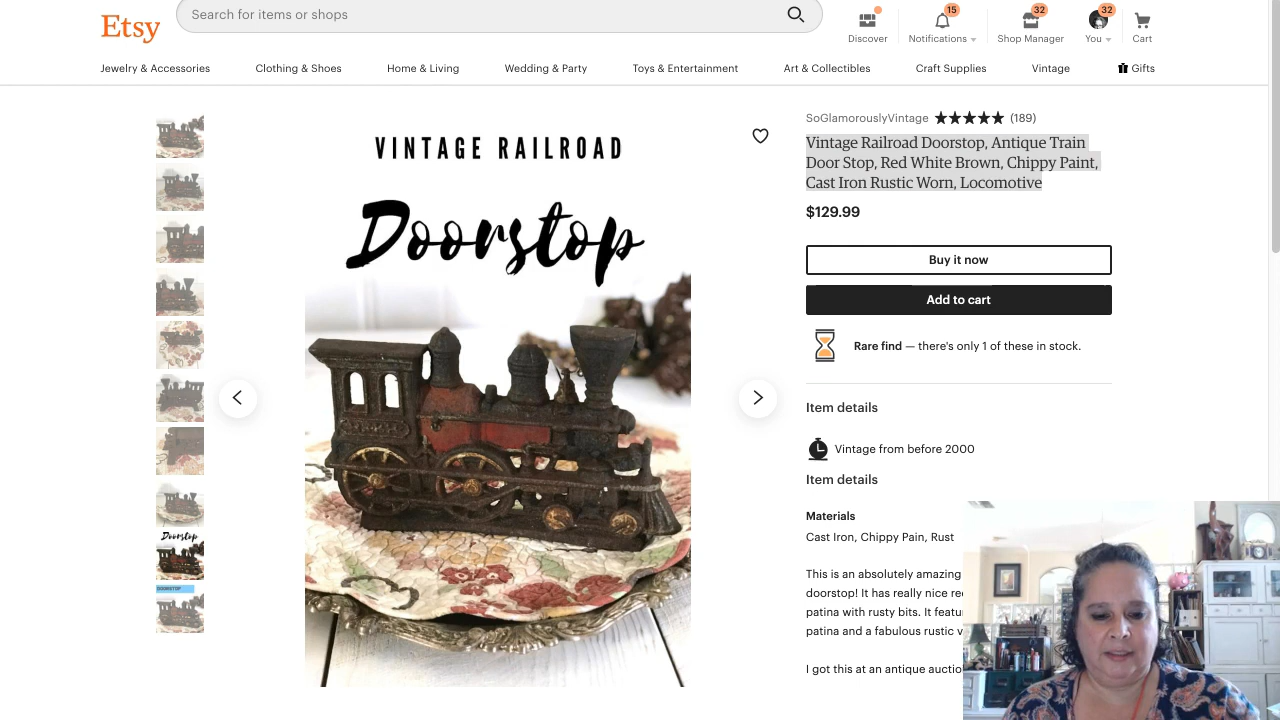 Etsy
Search for items or shops
Discover
15
Notifications
32
Shop Manager
32
You
Cart
Jewelry & Accessories
Clothing & Shoes
Home & Living
Wedding & Party
Toys & Entertainment
Art & Collectibles
Craft Supplies
Vintage
Gifts
VINTAGE RAILROAD
Doorstop
Doorstop
DOORSTOP
SoGlamorouslyVintage ★★★★★ (189)
Vintage Railroad Doorstop, Antique Train
Door Stop, Red White Brown, Chippy Paint,
Cast Iron Rustic Worn, Locomotive
$129.99
Buy it now
Add to cart
Rare find — there's only 1 of these in stock.
Item details
Vintage from before 2000
Item details
Materials
Cast Iron, Chippy Pain, Rust
This is an absolutely amazing
doorstop! It has really nice
patina with rusty bits. It
patina and a fabulous rustic
I got this at an antique